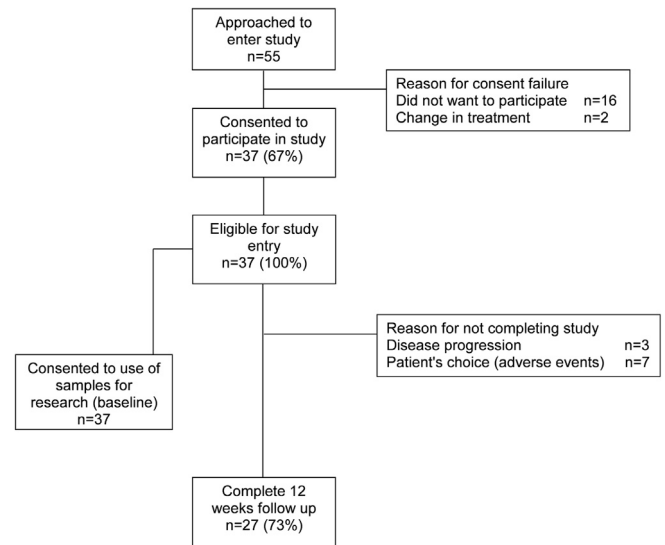 Approached to
enter study
n=55
Reason for consent failure
Did not want to participate n=16
Change in treatment n=2
Consented to
participate in study
n=37 (67%)
Eligible for study
entry
n=37 (100%)
Reason for not completing study
Disease progression n=3
Patient's choice (adverse events) n=7
Consented to use of
samples for
research (baseline)
n=37
Complete 12
weeks follow up
n=27 (73%)